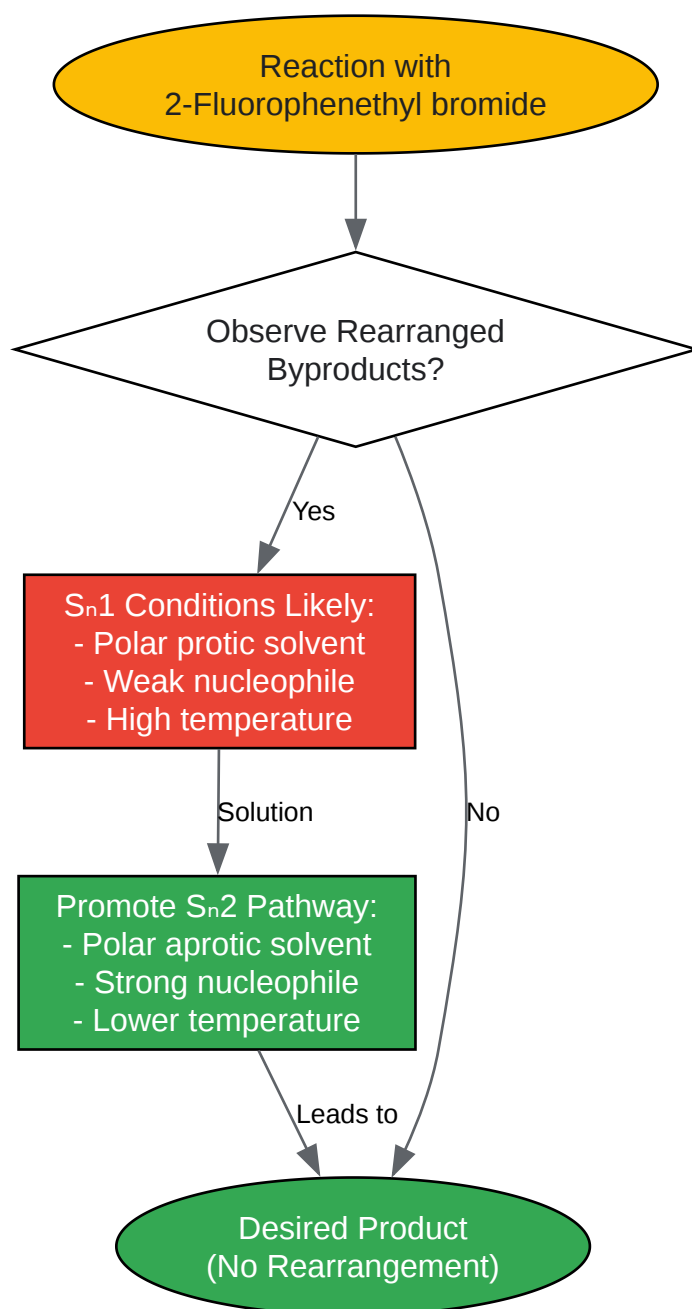 Reaction with
2-Fluorophenethyl bromide
Observe Rearranged
Byproducts?
Yes
Sₙ1 Conditions Likely:
- Polar protic solvent
- Weak nucleophile
- High temperature
Solution
No
Promote Sₙ2 Pathway:
- Polar aprotic solvent
- Strong nucleophile
- Lower temperature
Leads to
Desired Product
(No Rearrangement)